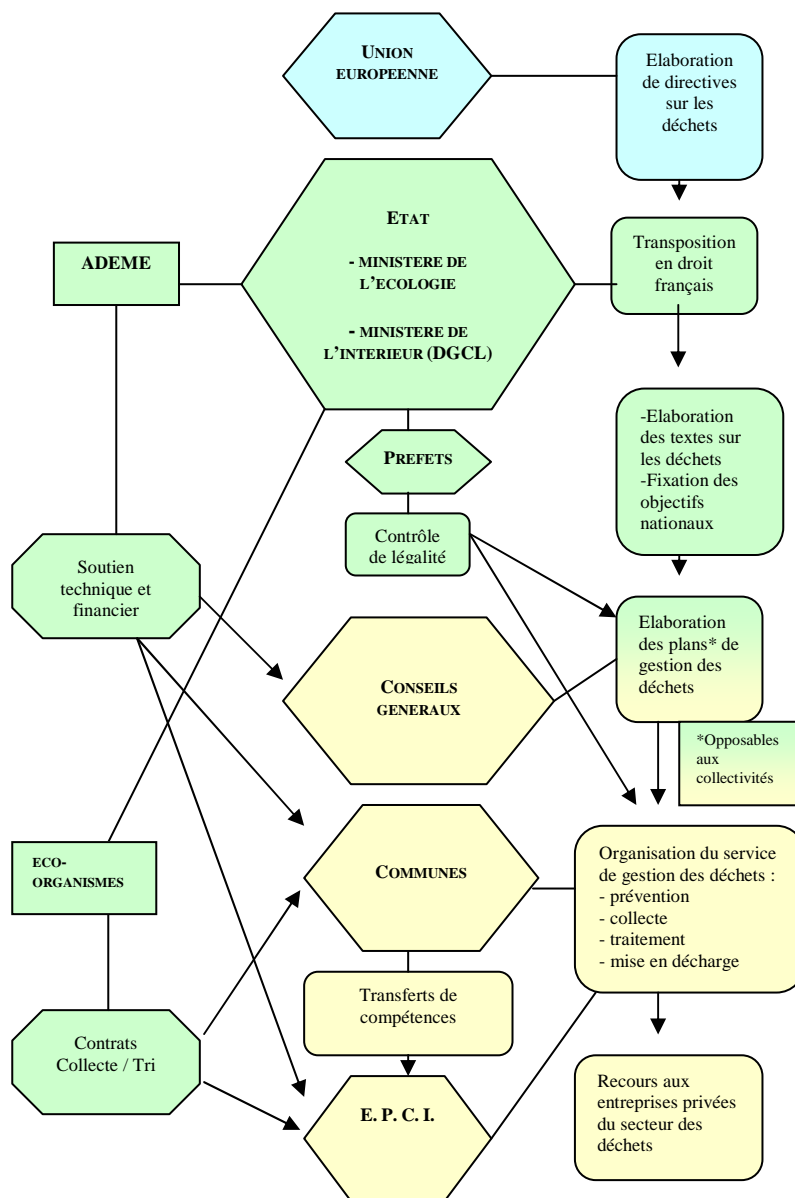 UNION
EUROPEENNE
Elaboration
de directives
sur les
déchets
ETAT
- MINISTERE DE
L'ECOLOGIE
- MINISTERE DE
L'INTERIEUR (DGCL)
ADEME
Transposition
en droit
français
-Elaboration
des textes sur
les déchets
-Fixation des
objectifs
nationaux
PREFETS
Contrôle
de légalité
Soutien
technique et
financier
Elaboration
des plans* de
gestion des
déchets
CONSEILS
GENERAUX
*Opposables
aux
collectivités
ECO-
ORGANISMES
COMMUNES
Organisation du service
de gestion des déchets :
- prévention
- collecte
- traitement
- mise en décharge
Transferts de
compétences
Contrats
Collecte / Tri
E. P. C. I.
Recours aux
entreprises privées
du secteur des
déchets